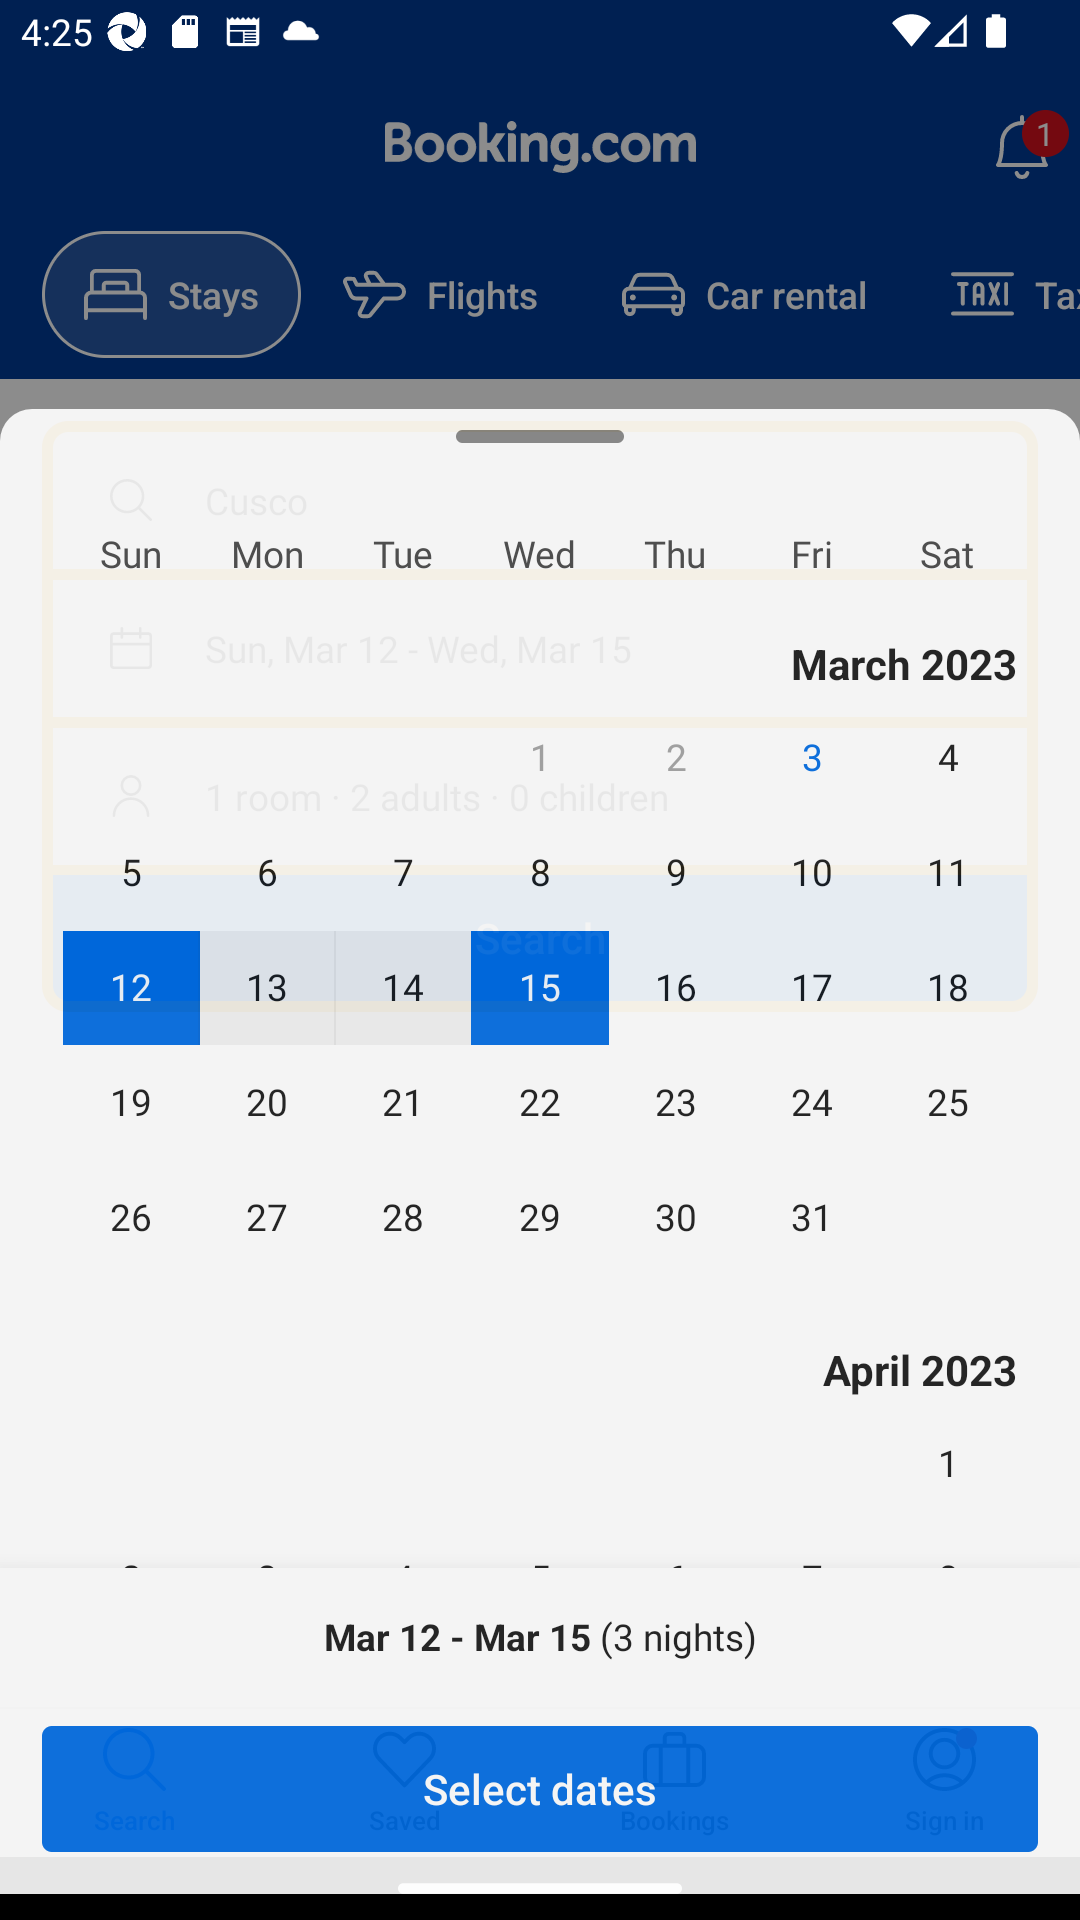 4:25
Booking.com
1
Stays Flights Car rental TAXI Tax
Cusco
Sun Mon Tue Wed Thu Fri Sat
Sun, Mar 12 - Wed, Mar 15
March 2023
1 2 3 4
1 room · 2 adults · 0 children
5 6 7 8 9 10 11
Search
12 13 14 15 16 17 18
19 20 21 22 23 24 25
26 27 28 29 30 31
April 2023
1
Mar 12 - Mar 15 (3 nights)
Select dates
Search Saved Bookings Sign in